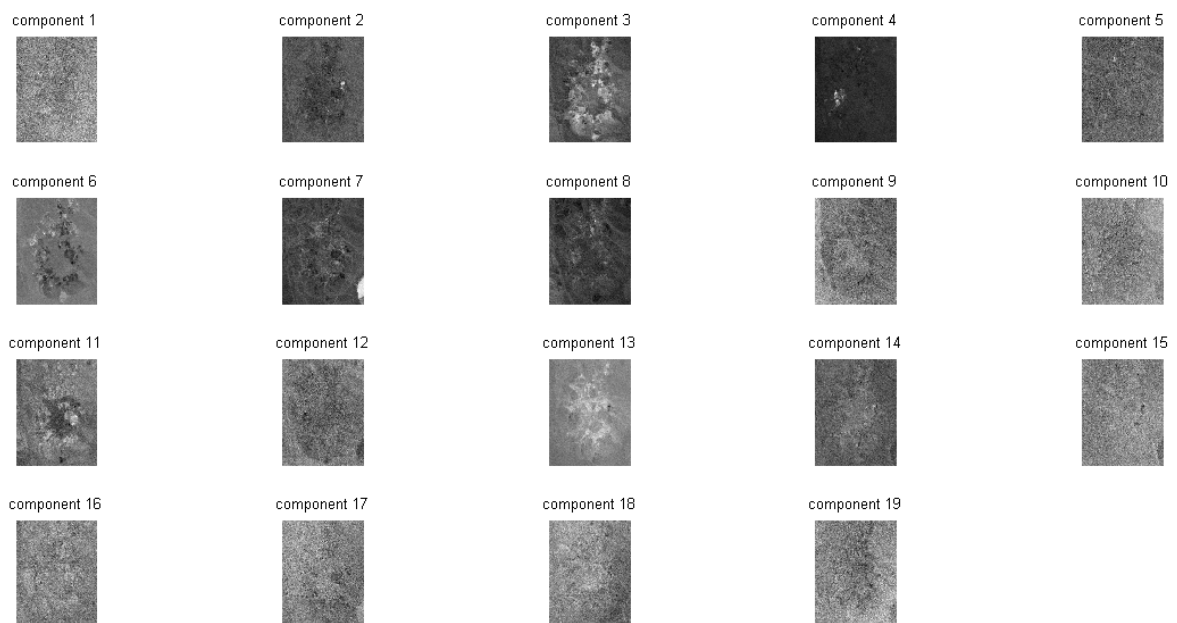 component 1
component 2
component 3
component 4
component 5
component 6
component 7
component 8
component 9
component 10
component 11
component 12
component 13
component 14
component 15
component 16
component 17
component 18
component 19